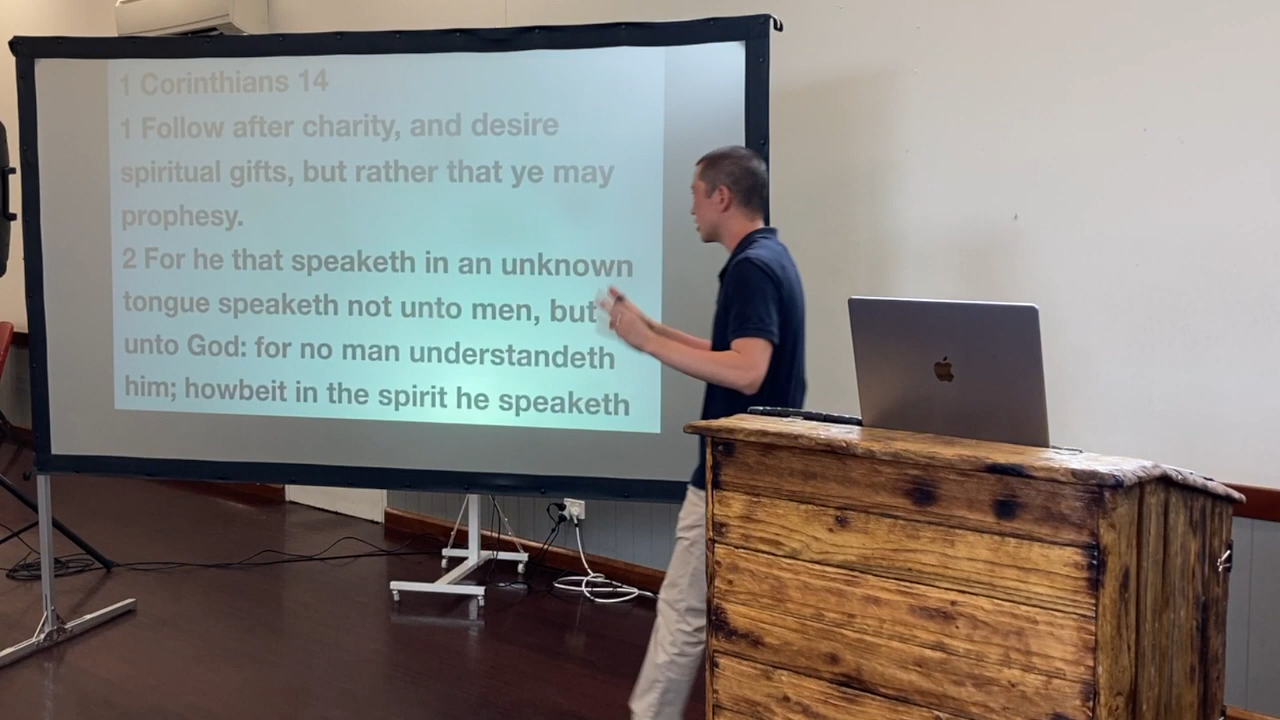 1 Corinthians 14
1 Follow after charity, and desire
spiritual gifts, but rather that ye may
prophesy.
2 For he that speaketh in an unknown
tongue speaketh not unto men, but
unto God: for no man understandeth
him; howbeit in the spirit he speaketh